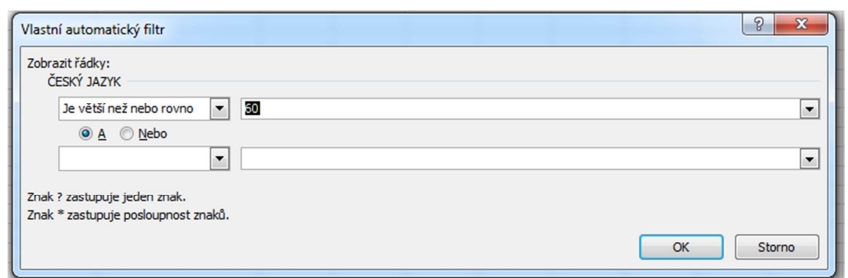 Vlastní automatický filtr
Zobrazit řádky:
ČESKÝ JAZYK
Je větší než nebo rovno 60
A Nebo
Znak ? zastupuje jeden znak.
Znak * zastupuje posloupnost znaků.
OK Storno